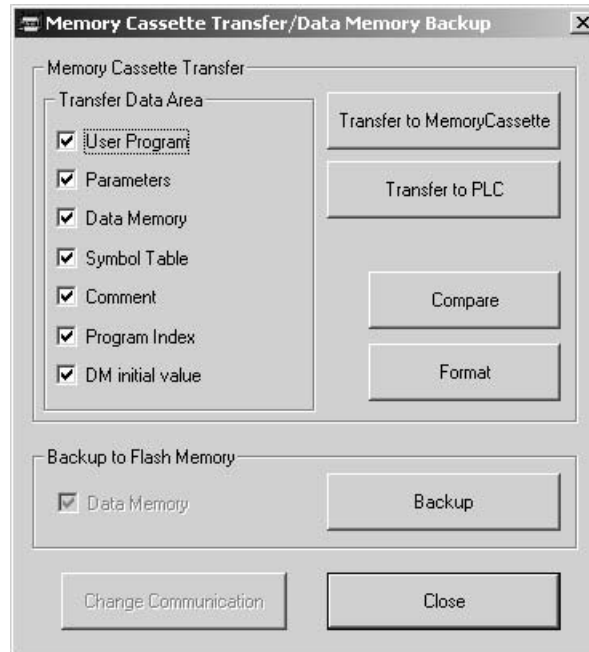 Memory Cassette Transfer/Data Memory Backup
Memory Cassette Transfer
Transfer Data Area
User Program
Parameters
Data Memory
Symbol Table
Comment
Program Index
DM initial value
Transfer to MemoryCassette
Transfer to PLC
Compare
Format
Backup to Flash Memory
Data Memory
Backup
Change Communication
Close